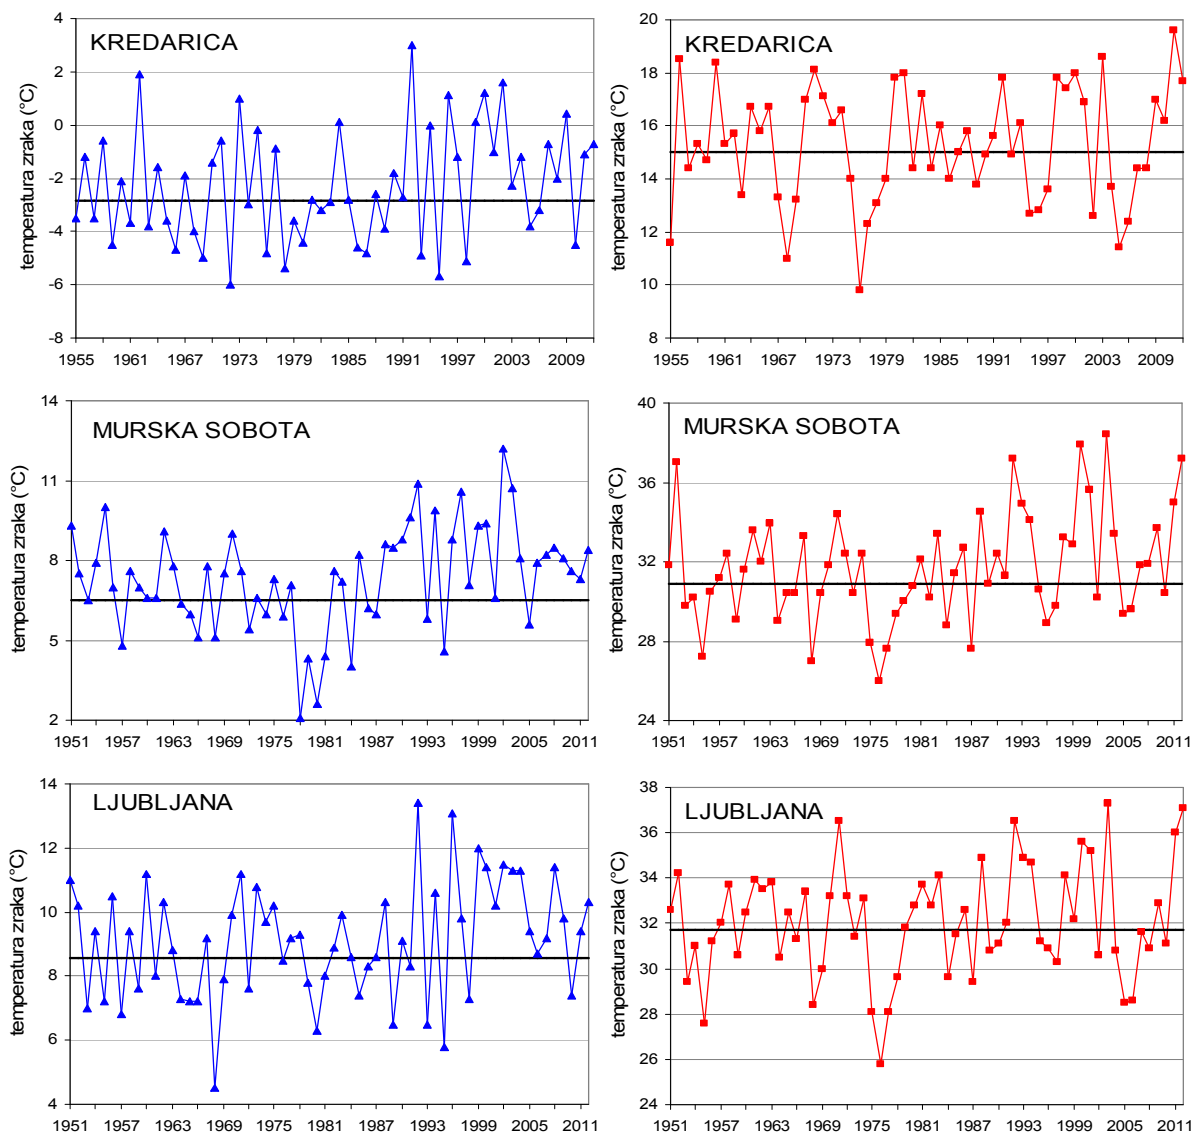 KREDARICA
temperatura zraka (°C)
4
2
0
-2
-4
-6
-8
1955 1961 1967 1973 1979 1985 1991 1997 2003 2009
KREDARICA
temperatura zraka (°C)
20
18
16
14
12
10
8
1955 1961 1967 1973 1979 1985 1991 1997 2003 2009
MURSKA SOBOTA
temperatura zraka (°C)
14
11
8
5
2
1951 1957 1963 1969 1975 1981 1987 1993 1999 2005 2011
MURSKA SOBOTA
temperatura zraka (°C)
40
36
32
28
24
1951 1957 1963 1969 1975 1981 1987 1993 1999 2005 2011
LJUBLJANA
temperatura zraka (°C)
14
12
10
8
6
4
1951 1957 1963 1969 1975 1981 1987 1993 1999 2005 2011
LJUBLJANA
temperatura zraka (°C)
38
36
34
32
30
28
26
24
1951 1957 1963 1969 1975 1981 1987 1993 1999 2005 2011